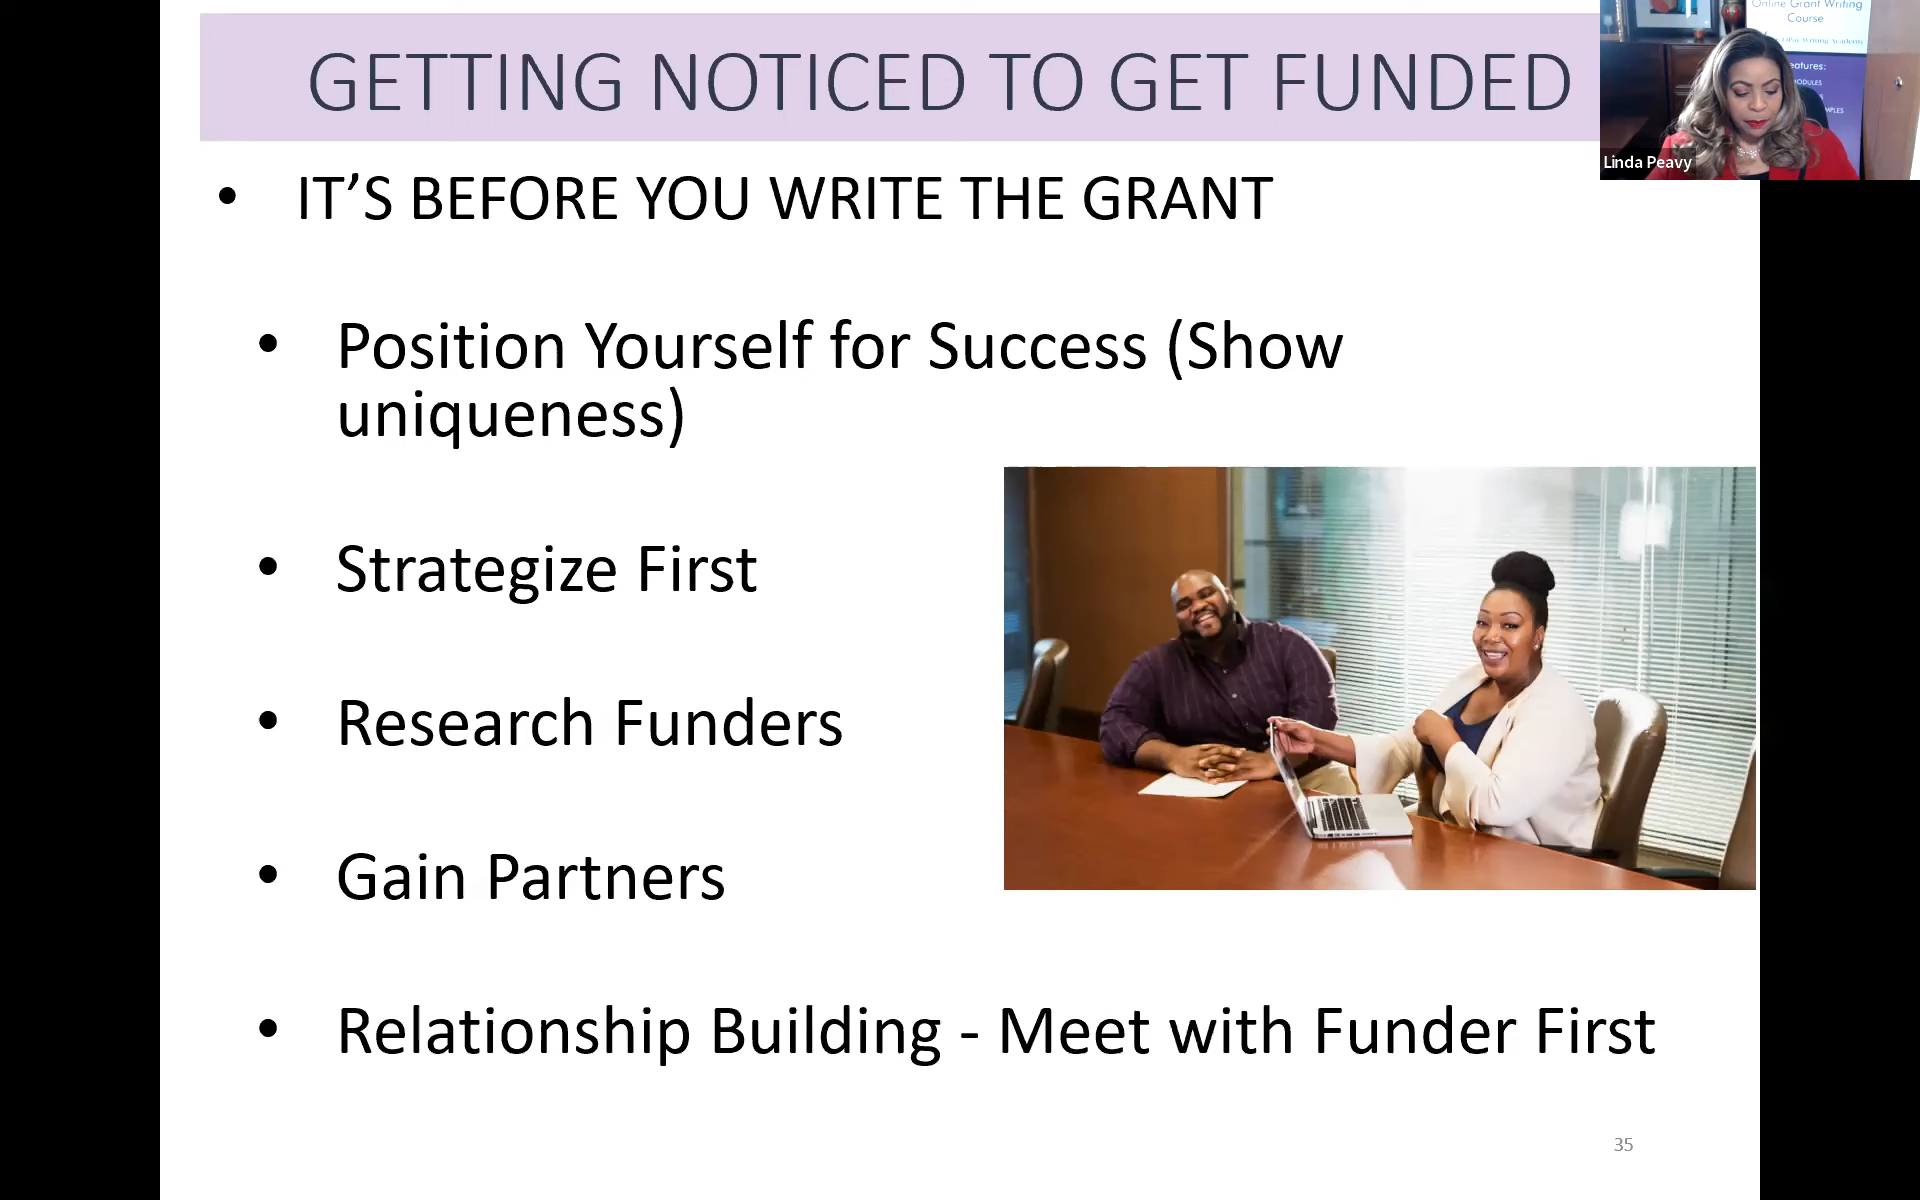 GETTING NOTICED TO GET FUNDED
Online Grant Writing
Course
Linda Peavy
• IT’S BEFORE YOU WRITE THE GRANT
• Position Yourself for Success (Show
uniqueness)
• Strategize First
• Research Funders
• Gain Partners
• Relationship Building - Meet with Funder First
35